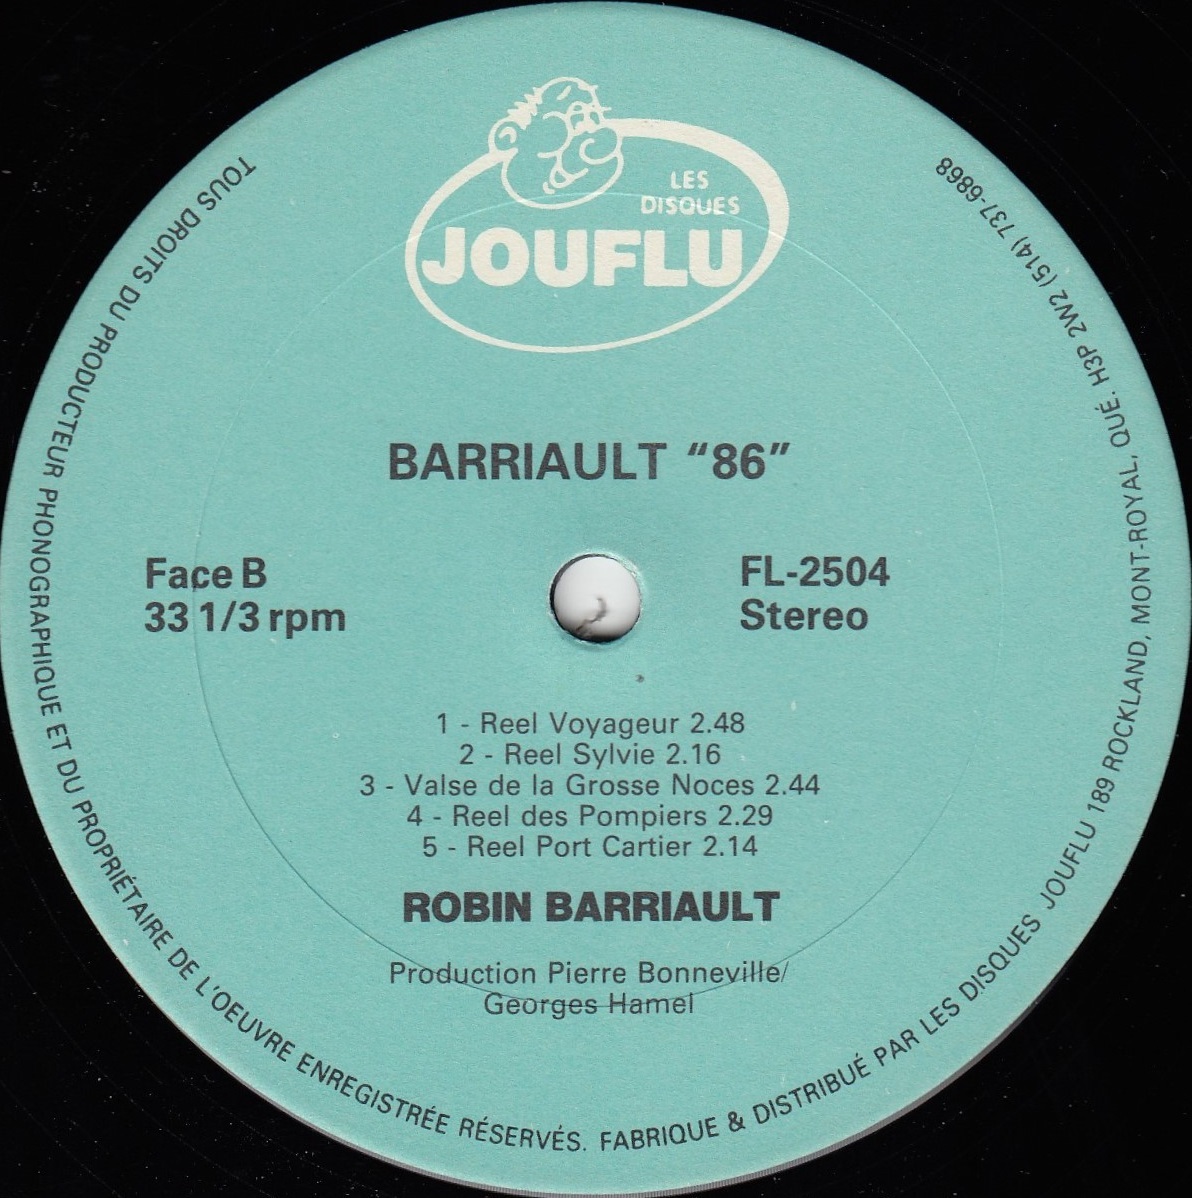 LES
DISQUES
JOUFLU
BARRIAULT “86”
Face B
33 1/3 rpm
FL-2504
Stereo
1 - Reel Voyageur 2.48
2 - Reel Sylvie 2.16
3 - Valse de la Grosse Noces 2.44
4 - Reel des Pompiers 2.29
5 - Reel Port Cartier 2.14
ROBIN BARRIAULT
Production Pierre Bonneville/
Georges Hamel
TOUS DROITS DU PRODUCTEUR PHONOGRAPHIQUE ET DU PROPRIÉTAIRE DE L'OEUVRE ENREGISTRÉE RÉSERVÉS. FABRIQUE & DISTRIBUÉ PAR LES DISQUES JOUFLU 189 ROCKLAND, MONT-ROYAL, QUÉ. H3P 2W2 (514) 737-6868